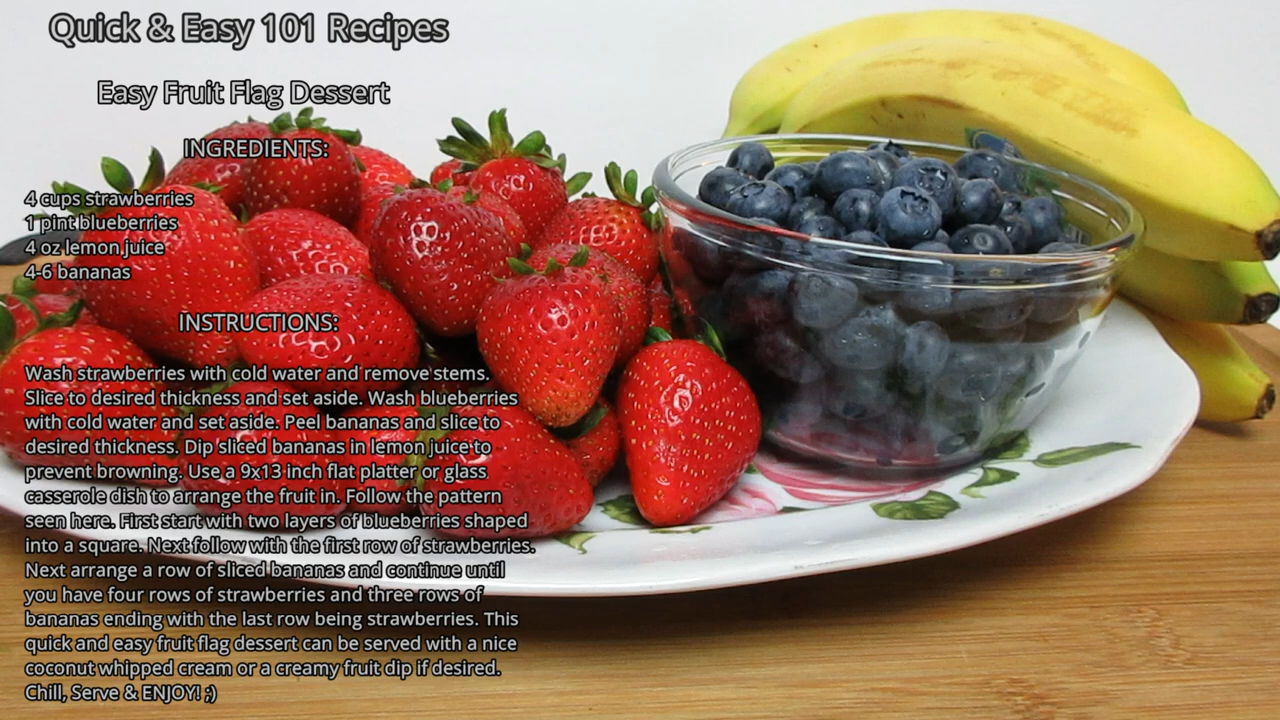 Quick & Easy 101 Recipes
Easy Fruit Flag Dessert
INGREDIENTS:
4 cups strawberries
1 pint blueberries
4 oz lemon juice
4-6 bananas
INSTRUCTIONS:
Wash strawberries with cold water and remove stems.
Slice to desired thickness and set aside. Wash blueberries
with cold water and set aside. Peel bananas and slice to
desired thickness. Dip sliced bananas in lemon juice to
prevent browning. Use a 9x13 inch flat platter or glass
casserole dish to arrange the fruit in. Follow the pattern
seen here. First start with two layers of blueberries shaped
into a square. Next follow with the first row of strawberries.
Next arrange a row of sliced bananas and continue until
you have four rows of strawberries and three rows of
bananas ending with the last row being strawberries. This
quick and easy fruit flag dessert can be served with a nice
coconut whipped cream or a creamy fruit dip if desired.
Chill, Serve & ENJOY! ;)